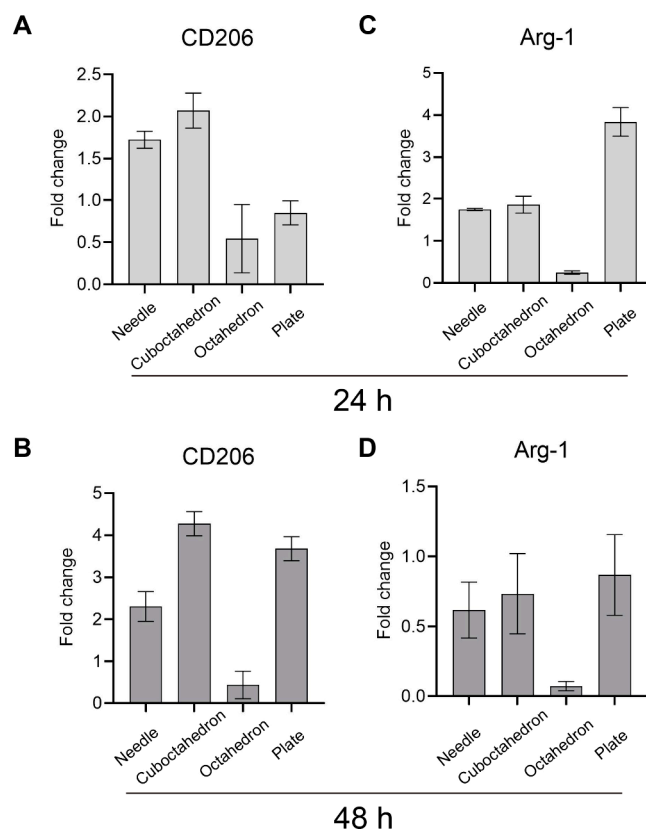 A
CD206
Fold change
2.5
2.0
1.5
1.0
0.5
0.0
Needle
Cuboctahedron
Octahedron
Plate
C
Arg-1
Fold change
5
4
3
2
1
0
Needle
Cuboctahedron
Octahedron
Plate
24 h
B
CD206
Fold change
5
4
3
2
1
0
Needle
Cuboctahedron
Octahedron
Plate
D
Arg-1
Fold change
1.5
1.0
0.5
0.0
Needle
Cuboctahedron
Octahedron
Plate
48 h